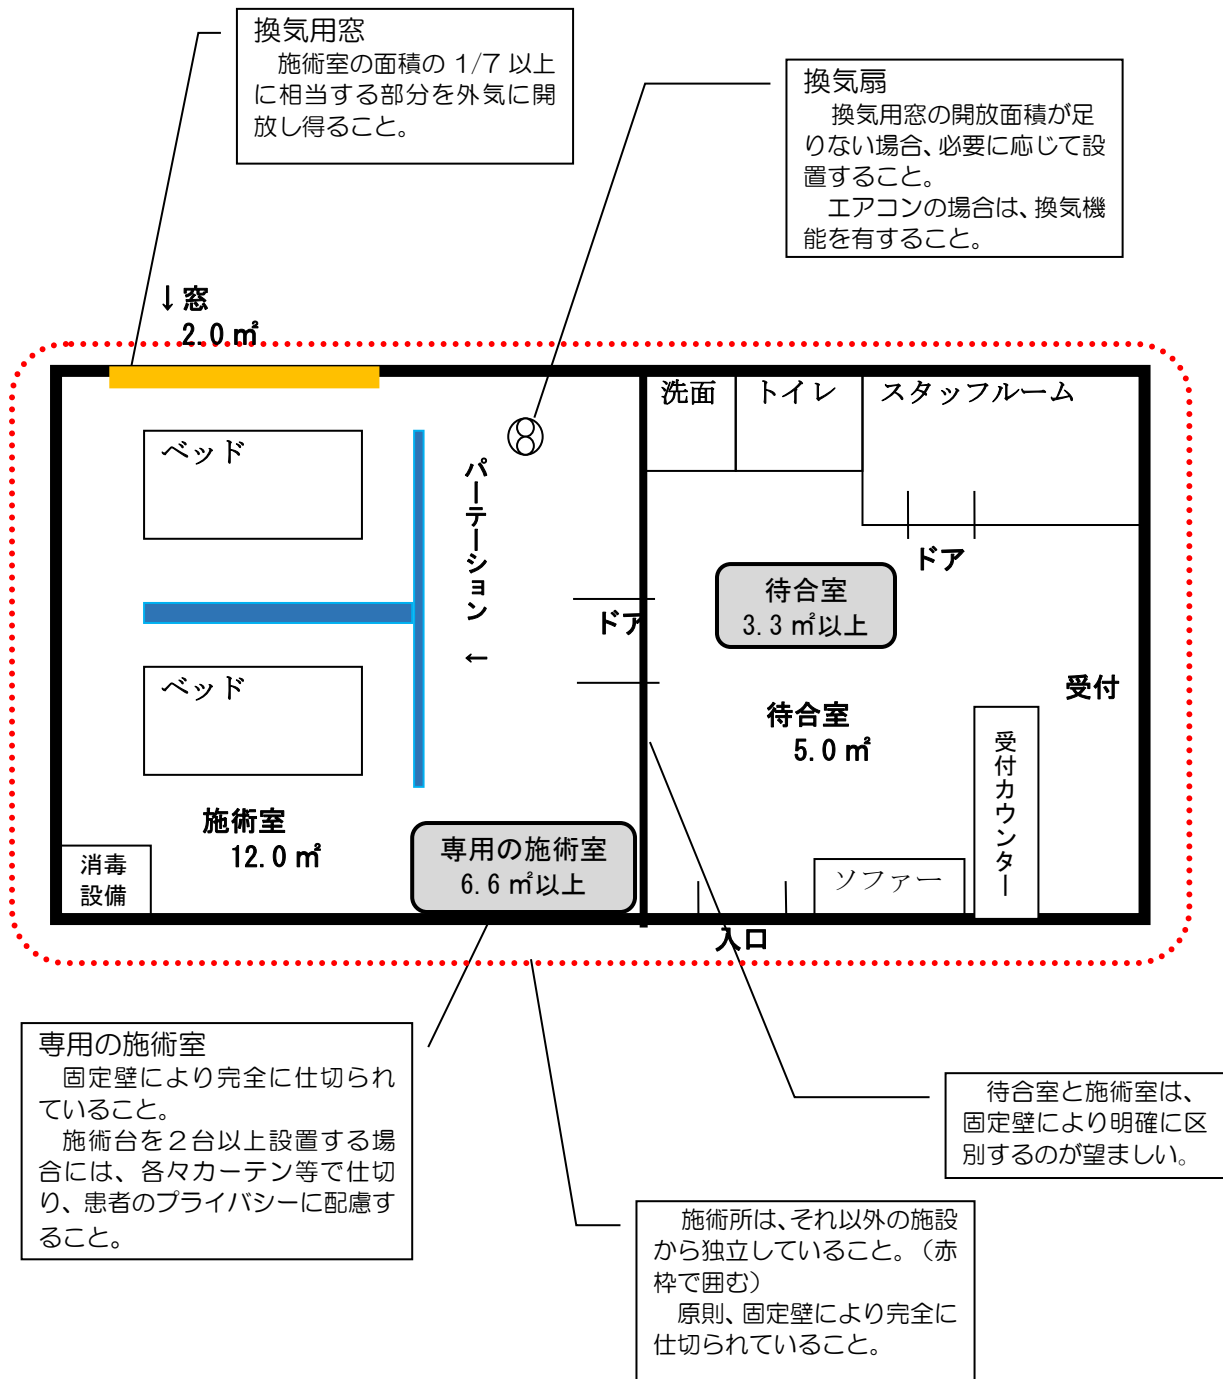 換気用窓
施術室の面積の 1/7 以上
に相当する部分を外気に開
放し得ること。
換気扇
換気用窓の開放面積が足
りない場合、必要に応じて設
置すること。
エアコンの場合は、換気機
能を有すること。
↓窓
2.0㎡
洗面
トイレ
スタッフルーム
ベッド
パーテーション ←
ドア
待合室
3.3㎡以上
ドア
ベッド
受付
待合室
5.0㎡
受付カウンター
施術室
12.0㎡
専用の施術室
6.6㎡以上
消毒
設備
ソファー
入口
専用の施術室
固定壁により完全に仕切られ
ていること。
施術台を２台以上設置する場
合には、各々カーテン等で仕切
り、患者のプライバシーに配慮す
ること。
待合室と施術室は、
固定壁により明確に区
別するのが望ましい。
施術所は、それ以外の施設
から独立していること。（赤
枠で囲む）
原則、固定壁により完全に
仕切られていること。